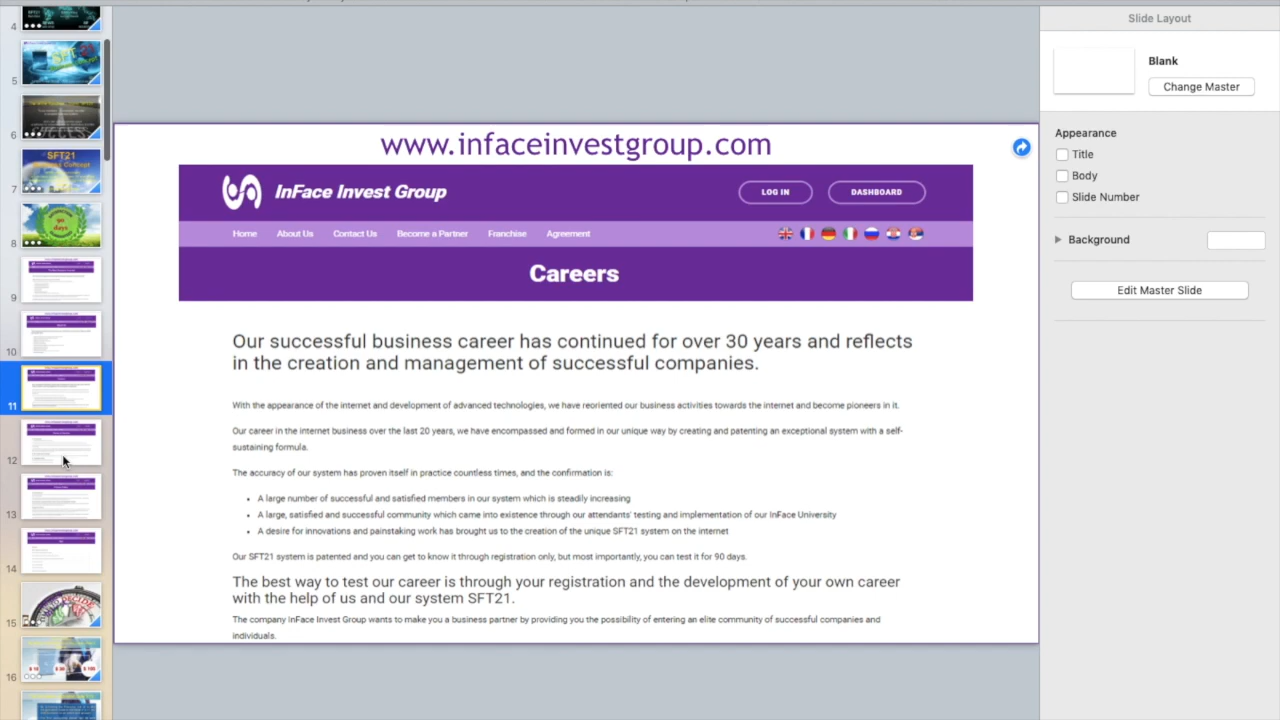 Slide Layout
Blank
Change Master
Appearance
Title
Body
Slide Number
Background
Edit Master Slide
www.infaceinvestgroup.com
InFace Invest Group
LOG IN
DASHBOARD
Home
About Us
Contact Us
Become a Partner
Franchise
Agreement
Careers
Our successful business career has continued for over 30 years and reflects
in the creation and management of successful companies.
With the appearance of the internet and development of advanced technologies, we have reoriented our business activities towards the internet and become pioneers in it.
Our career in the internet business over the last 20 years, we have encompassed and formed in our unique way by creating and patenting an exceptional system with a self-
sustaining formula.
The accuracy of our system has proven itself in practice countless times, and the confirmation is:
• A large number of successful and satisfied members in our system which is steadily increasing
• A large, satisfied and successful community which came into existence through our attendants' testing and implementation of our InFace University
• A desire for innovations and painstaking work has brought us to the creation of the unique SFT21 system on the internet
Our SFT21 system is patented and you can get to know it through registration only, but most importantly, you can test it for 90 days.
The best way to test our career is through your registration and the development of your own career
with the help of us and our system SFT21.
The company InFace Invest Group wants to make you a business partner by providing you the possibility of entering an elite community of successful companies and
individuals.
4
5
6
SUCCESS
7
SFT21
8
90
days
9
10
11
12
13
14
15
16